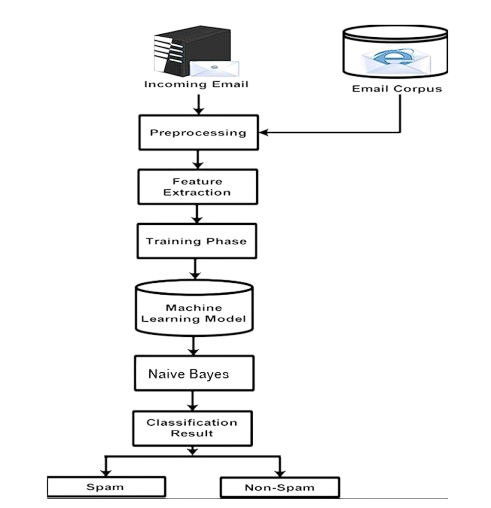 Incoming Email
Email Corpus
Preprocessing
Feature
Extraction
Training Phase
Machine
Learning Model
Naive Bayes
Classification
Result
Spam
Non-Spam